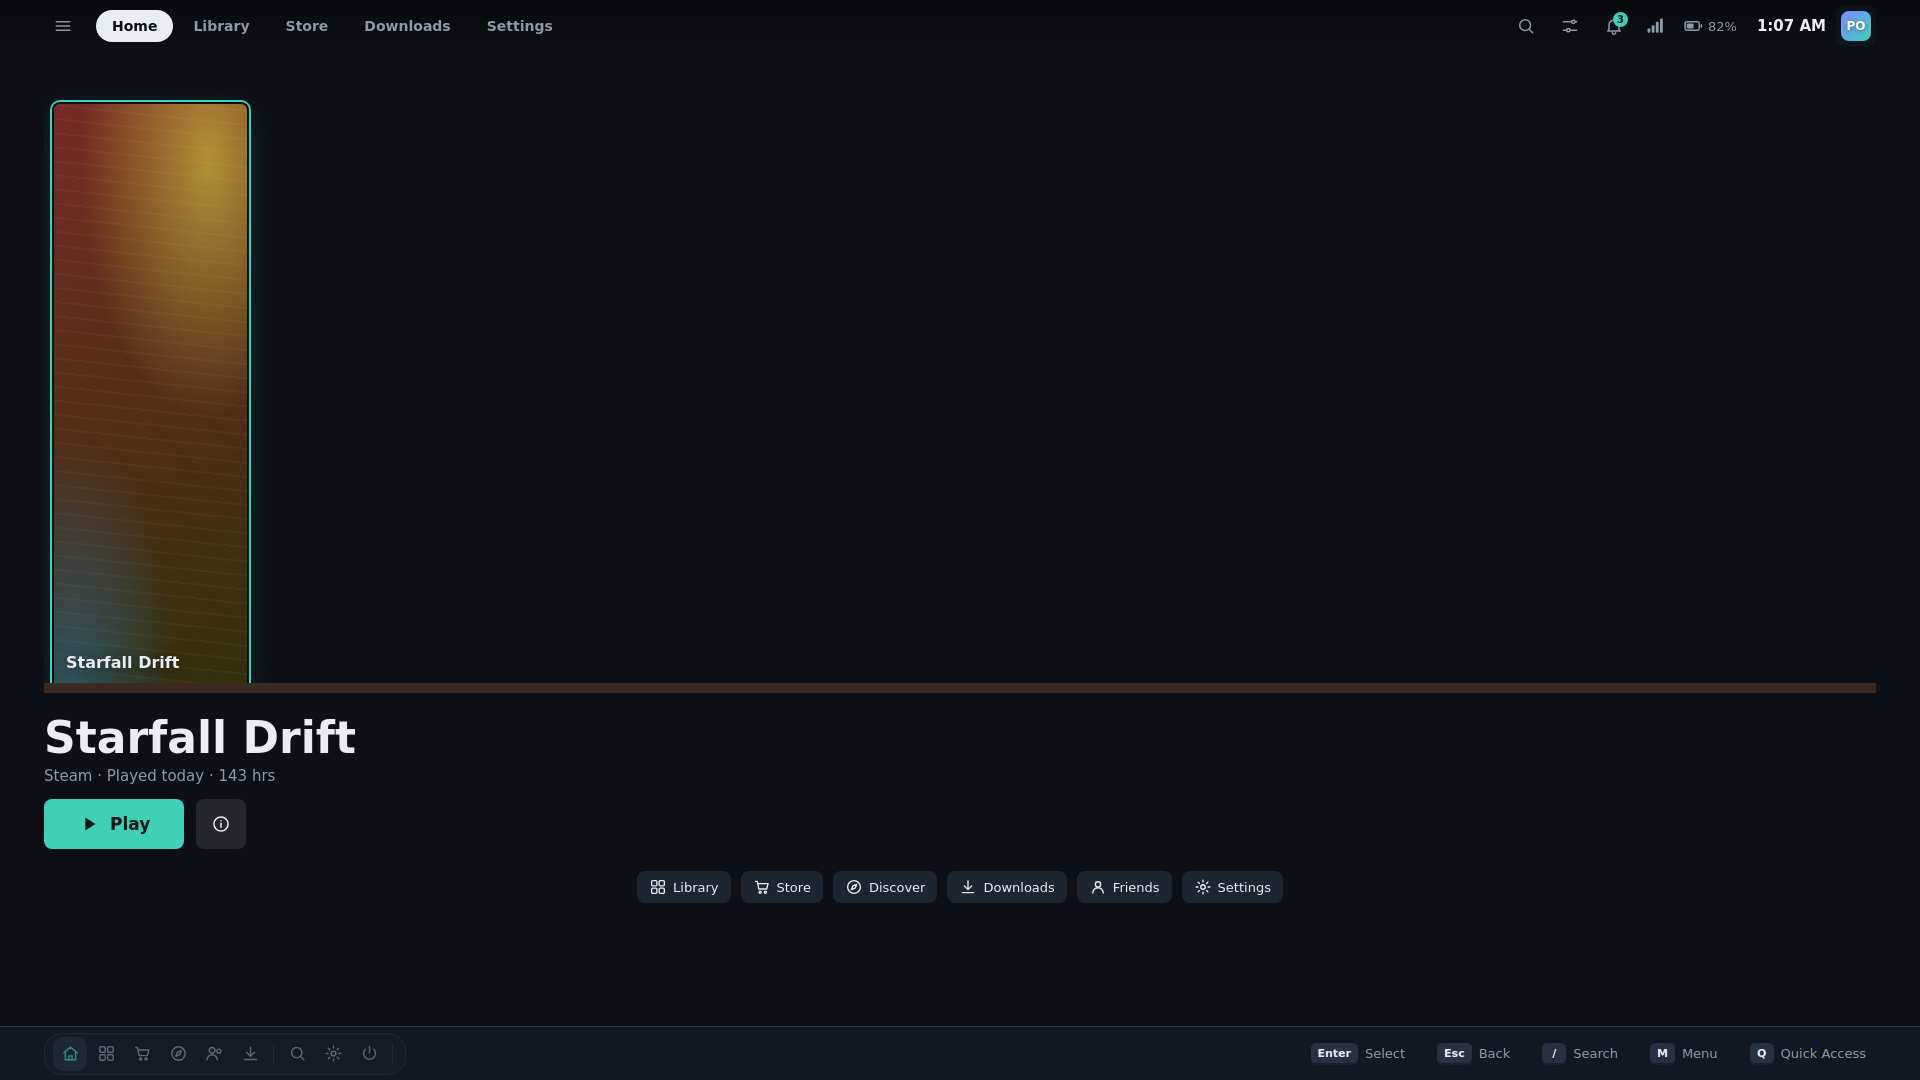 Home Library Store Downloads Settings 3 82% 1:07 AM PO
Starfall Drift
Starfall Drift
Steam · Played today · 143 hrs
Play
Library Store Discover Downloads Friends Settings
Enter Select Esc Back / Search M Menu Q Quick Access